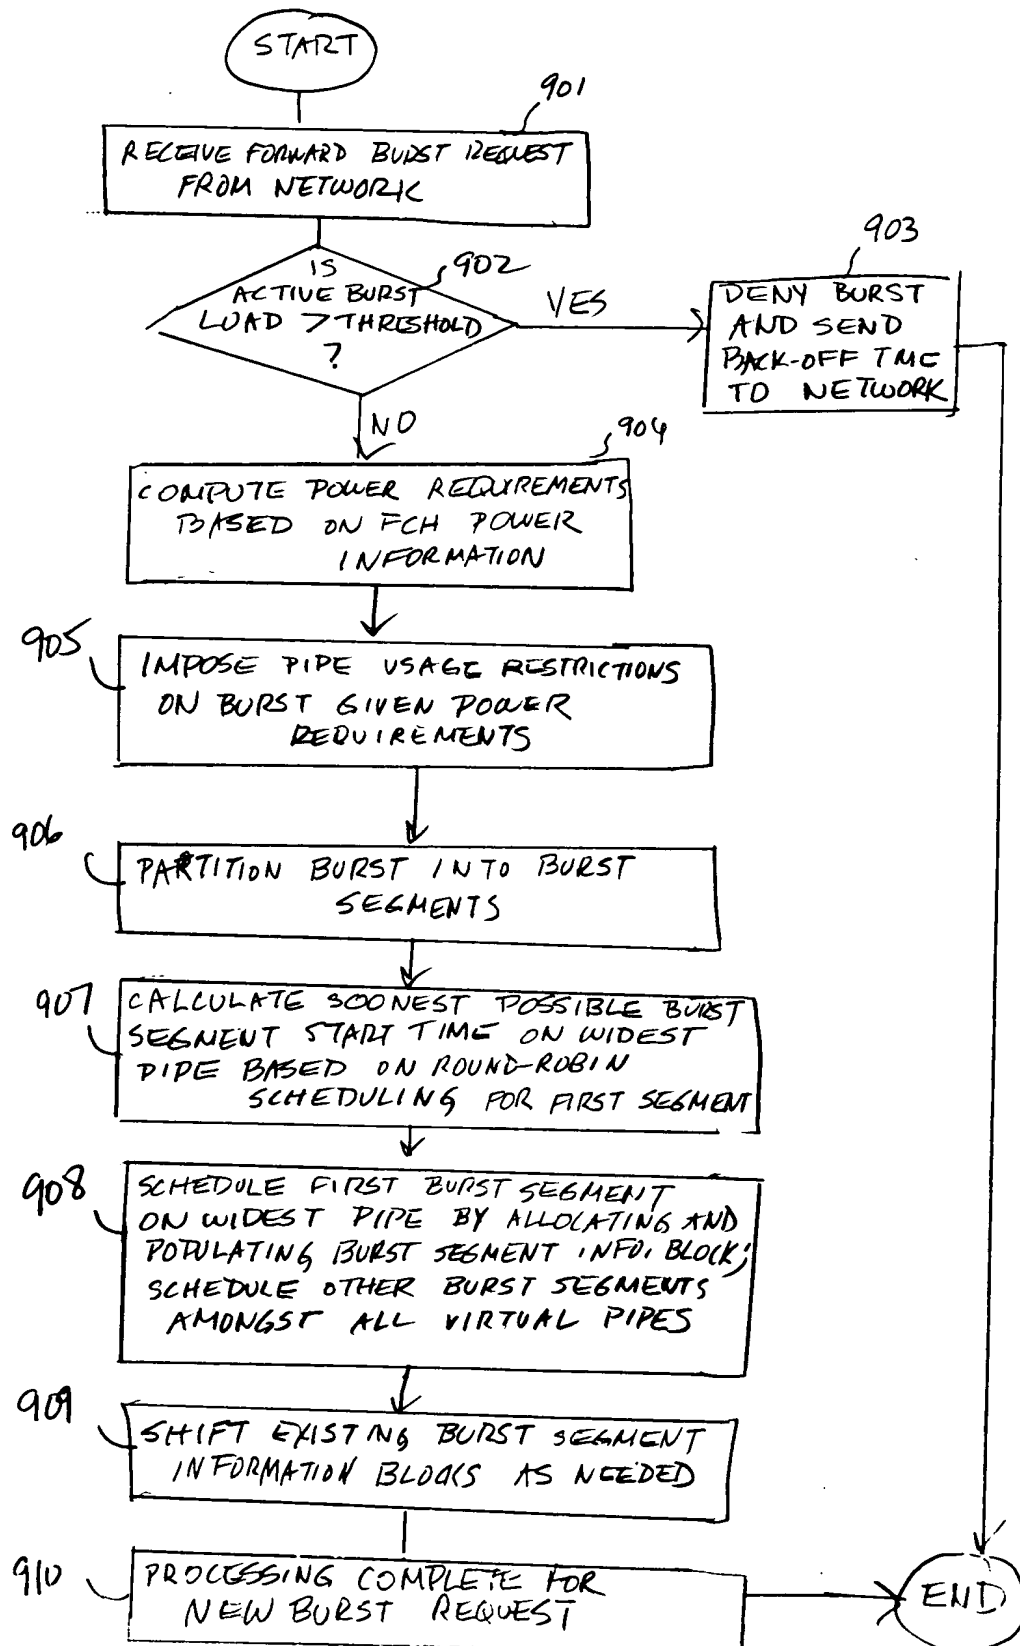 START
901
RECEIVE FORWARD BURST REQUEST
FROM NETWORK
902
IS
ACTIVE BURST
LOAD > THRESHOLD
?
YES
903
DENY BURST
AND SEND
BACK-OFF TME
TO NETWORK
NO
904
COMPUTE POWER REQUIREMENTS
BASED ON FCH POWER
INFORMATION
905
IMPOSE PIPE USAGE RESTRICTIONS
ON BURST GIVEN POWER
REQUIREMENTS
906
PARTITION BURST INTO BURST
SEGMENTS
907
CALCULATE SOONEST POSSIBLE BURST
SEGMENT START TIME ON WIDEST
PIPE BASED ON ROUND-ROBIN
SCHEDULING FOR FIRST SEGMENT
908
SCHEDULE FIRST BURST SEGMENT
ON WIDEST PIPE BY ALLOCATING AND
POPULATING BURST SEGMENT INFO. BLOCK;
SCHEDULE OTHER BURST SEGMENTS
AMONGST ALL VIRTUAL PIPES
909
SHIFT EXISTING BURST SEGMENT
INFORMATION BLOCKS AS NEEDED
910
PROCESSING COMPLETE FOR
NEW BURST REQUEST
END